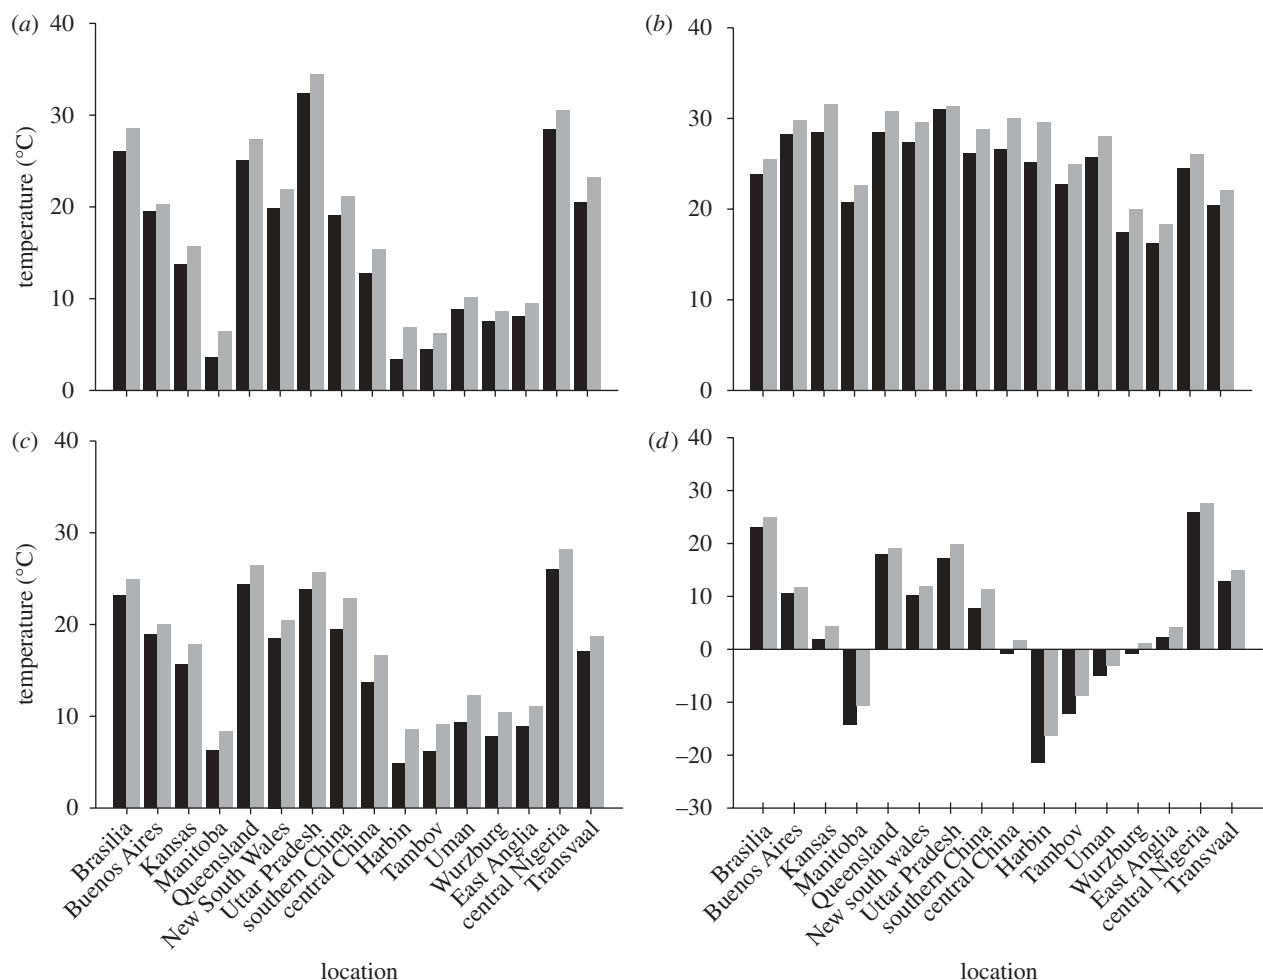 (a)
40
30
20
10
0
temperature (°C)
(b)
40
30
20
10
0
(c)
40
30
20
10
0
temperature (°C)
Brasilia
Buenos Aires
Kansas
Manitoba
Queensland
New South Wales
Uttar Pradesh
southern China
central China
Harbin
Tambov
Uman
Wurzburg
East Anglia
central Nigeria
Transvaal
location
(d)
40
30
20
10
0
–10
–20
–30
Brasilia
Buenos Aires
Kansas
Manitoba
Queensland
New south wales
Uttar Pradesh
southern China
central China
Harbin
Tambov
Uman
Wurzburg
East Anglia
central Nigeria
Transvaal
location